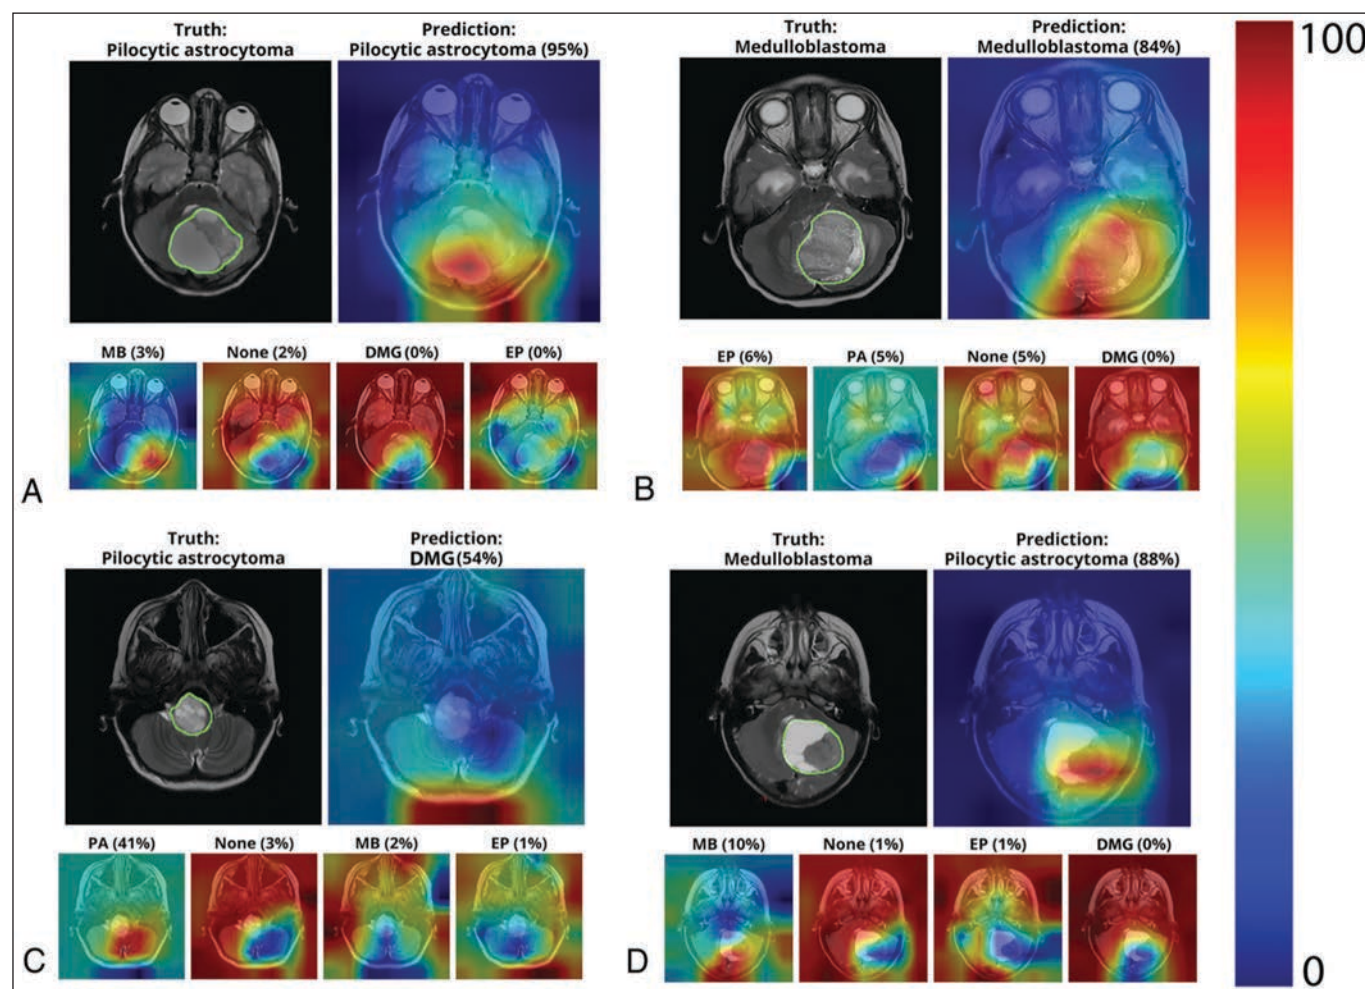 Truth:
Pilocytic astrocytoma
Prediction:
Pilocytic astrocytoma (95%)
MB (3%)
None (2%)
DMG (0%)
EP (0%)
A
Truth:
Medulloblastoma
Prediction:
Medulloblastoma (84%)
EP (6%)
PA (5%)
None (5%)
DMG (0%)
B
Truth:
Pilocytic astrocytoma
Prediction:
DMG (54%)
PA (41%)
None (3%)
MB (2%)
EP (1%)
C
Truth:
Medulloblastoma
Prediction:
Pilocytic astrocytoma (88%)
MB (10%)
None (1%)
EP (1%)
DMG (0%)
D
100
0